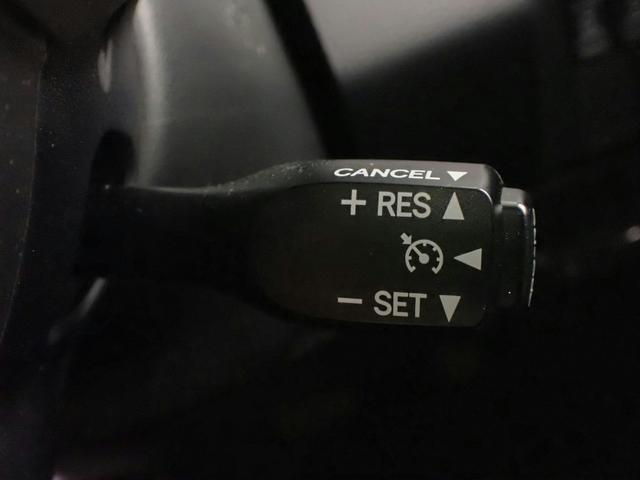 CANCEL ▼
+ RES ▲
◀
− SET ▼